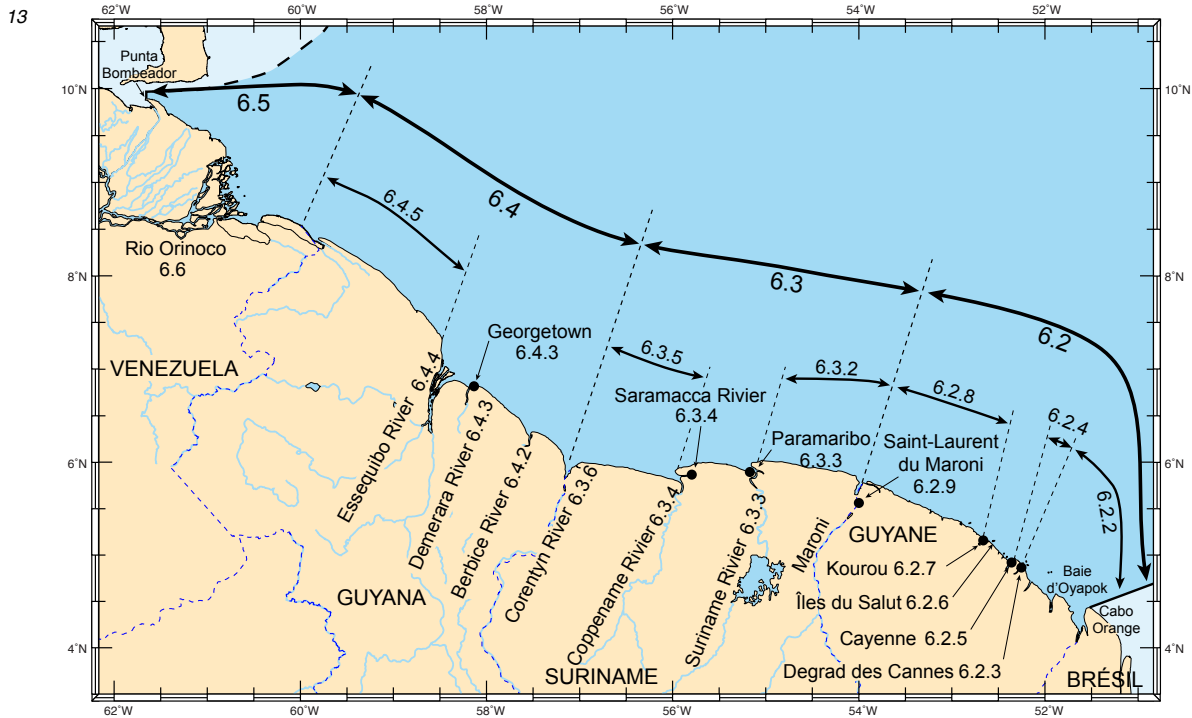 13
60°W
58°W
56°W
54°W
52°W
Punta
Bombeador
10°N
10°N
6.5
6.4
6.4.5
Rio Orinoco
6.6
8°N
8°N
6.3
6.2
Georgetown
6.4.3
6.3.5
6.3.2
6.2.8
6.2.4
6.2.2
VENEZUELA
Saramacca Rivier
6.3.4
Paramaribo
6.3.3
Saint-Laurent
du Maroni
6.2.9
6°N
6°N
Essequibo River 6.4.4
Demerara River 6.4.3
Berbice River 6.4.2
Corentyn River 6.3.6
Coppename Rivier 6.3.4
Suriname Rivier 6.3.3
Maroni
GUYANE
Kourou 6.2.7
Îles du Salut 6.2.6
Cayenne 6.2.5
Degrad des Cannes 6.2.3
Baie
d'Oyapok
Cabo
Orange
GUYANA
SURINAME
BRÉSIL
4°N
4°N
62°W
60°W
58°W
56°W
54°W
52°W